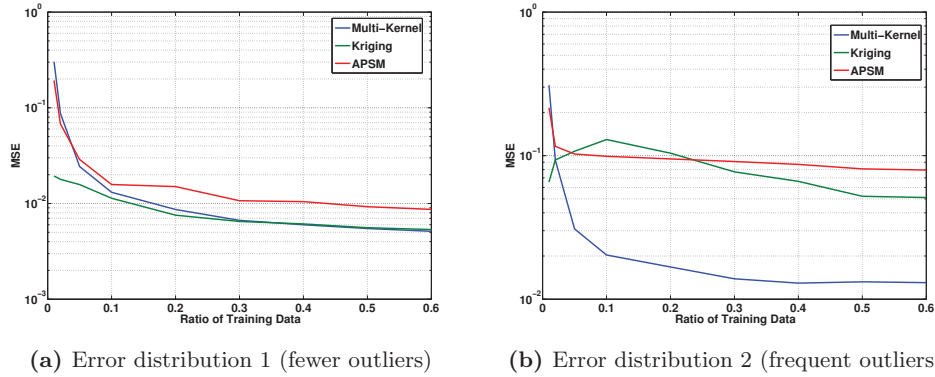 10^0
10^-1
10^-2
10^-3
MSE
0 0.1 0.2 0.3 0.4 0.5 0.6
Ratio of Training Data
Multi-Kernel
Kriging
APSM
(a) Error distribution 1 (fewer outliers)
10^0
10^-1
10^-2
MSE
0 0.1 0.2 0.3 0.4 0.5 0.6
Ratio of Training Data
Multi-Kernel
Kriging
APSM
(b) Error distribution 2 (frequent outliers